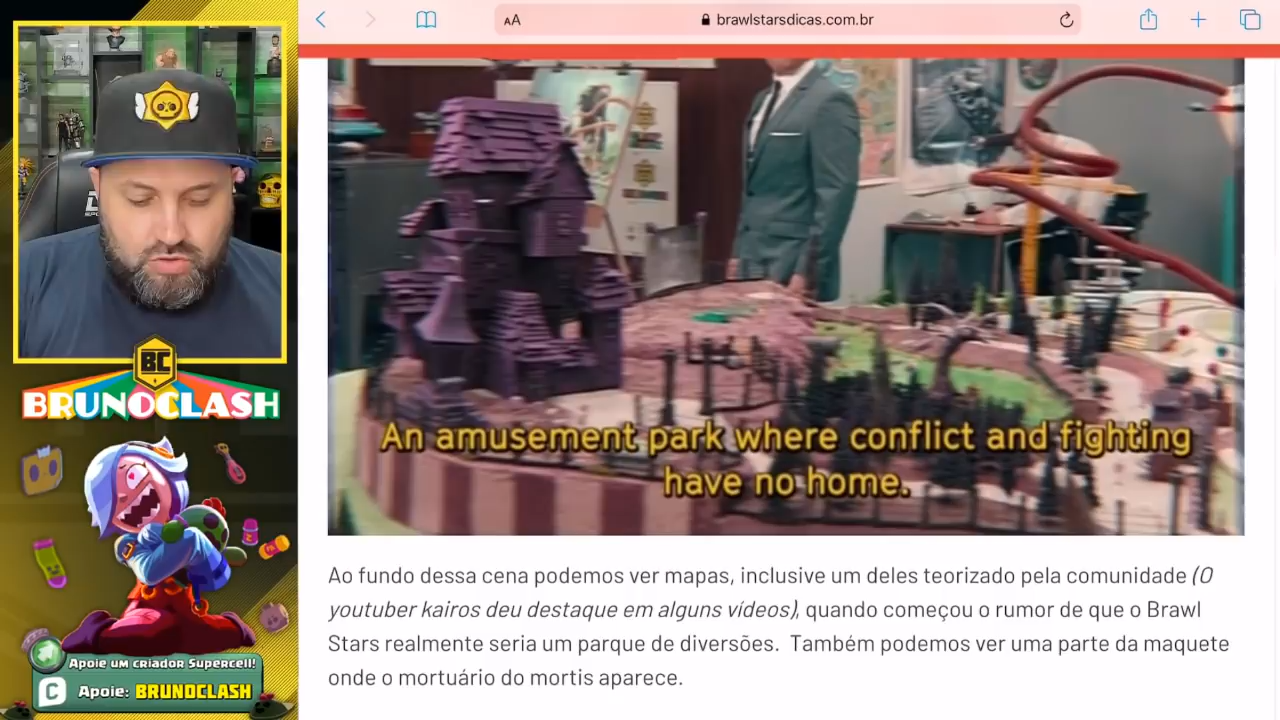 AA
brawlstarsdicas.com.br
BC
BRUNOCLASH
Apoie um criador Supercell!
C Apoie: BRUNOCLASH
An amusement park where conflict and fighting
have no home.
Ao fundo dessa cena podemos ver mapas, inclusive um deles teorizado pela comunidade (O
youtuber kairos deu destaque em alguns vídeos), quando começou o rumor de que o Brawl
Stars realmente seria um parque de diversões. Também podemos ver uma parte da maquete
onde o mortuário do mortis aparece.